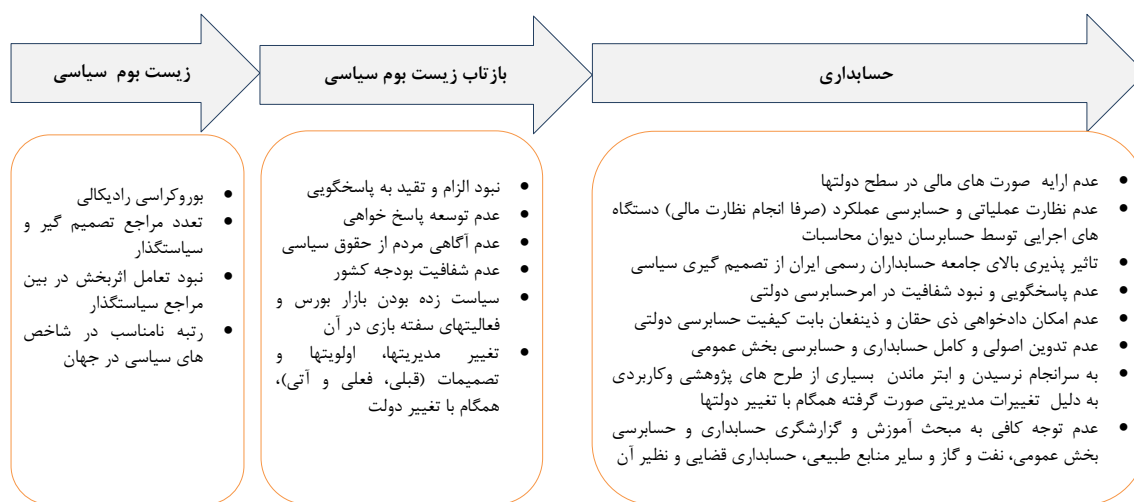 زیست بوم سیاسی
بازتاب زیست بوم سیاسی
حسابداری
• بوروکراسی رادیکالی
• تعدد مراجع تصمیم گیر و
سیاستگذار
• نبود تعامل اثربخش در بین
مراجع سیاستگذار
• رتبه نامناسب در شاخص
های سیاسی در جهان
• نبود الزام و تقید به پاسخگویی
• عدم توسعه پاسخ خواهی
• عدم آگاهی مردم از حقوق سیاسی
• عدم شفافیت بودجه کشور
• سیاست زده بودن بازار بورس و
فعالیتهای سفته بازی در آن
• تغییر مدیریتها، اولویتها و
تصمیمات (قبلی، فعلی و آتی)،
همگام با تغییر دولت
• عدم ارایه صورت های مالی در سطح دولتها
• عدم نظارت عملیاتی و حسابرسی عملکرد (صرفا انجام نظارت مالی) دستگاه
های اجرایی توسط حسابرسان دیوان محاسبات
• تاثیر پذیری بالای جامعه حسابداران رسمی ایران از تصمیم گیری سیاسی
• عدم پاسخگویی و نبود شفافیت در امرحسابرسی دولتی
• عدم امکان دادخواهی ذی حقان و ذینفعان بابت کیفیت حسابرسی دولتی
• عدم تدوین اصولی و کامل حسابداری و حسابرسی بخش عمومی
• به سرانجام نرسیدن و ابتر ماندن بسیاری از طرح های پژوهشی وکاربردی
به دلیل تغییرات مدیریتی صورت گرفته همگام با تغییر دولتها
• عدم توجه کافی به مبحث آموزش و گزارشگری حسابداری و حسابرسی
بخش عمومی، نفت و گاز و سایر منابع طبیعی، حسابداری قضایی و نظیر آن